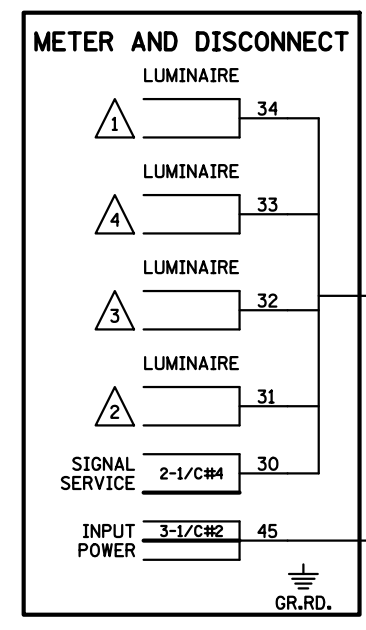 METER AND DISCONNECT
LUMINAIRE
1
34
LUMINAIRE
4
33
LUMINAIRE
3
32
LUMINAIRE
2
31
SIGNAL
SERVICE
2-1/C#4
30
INPUT
POWER
3-1/C#2
45
GR.RD.